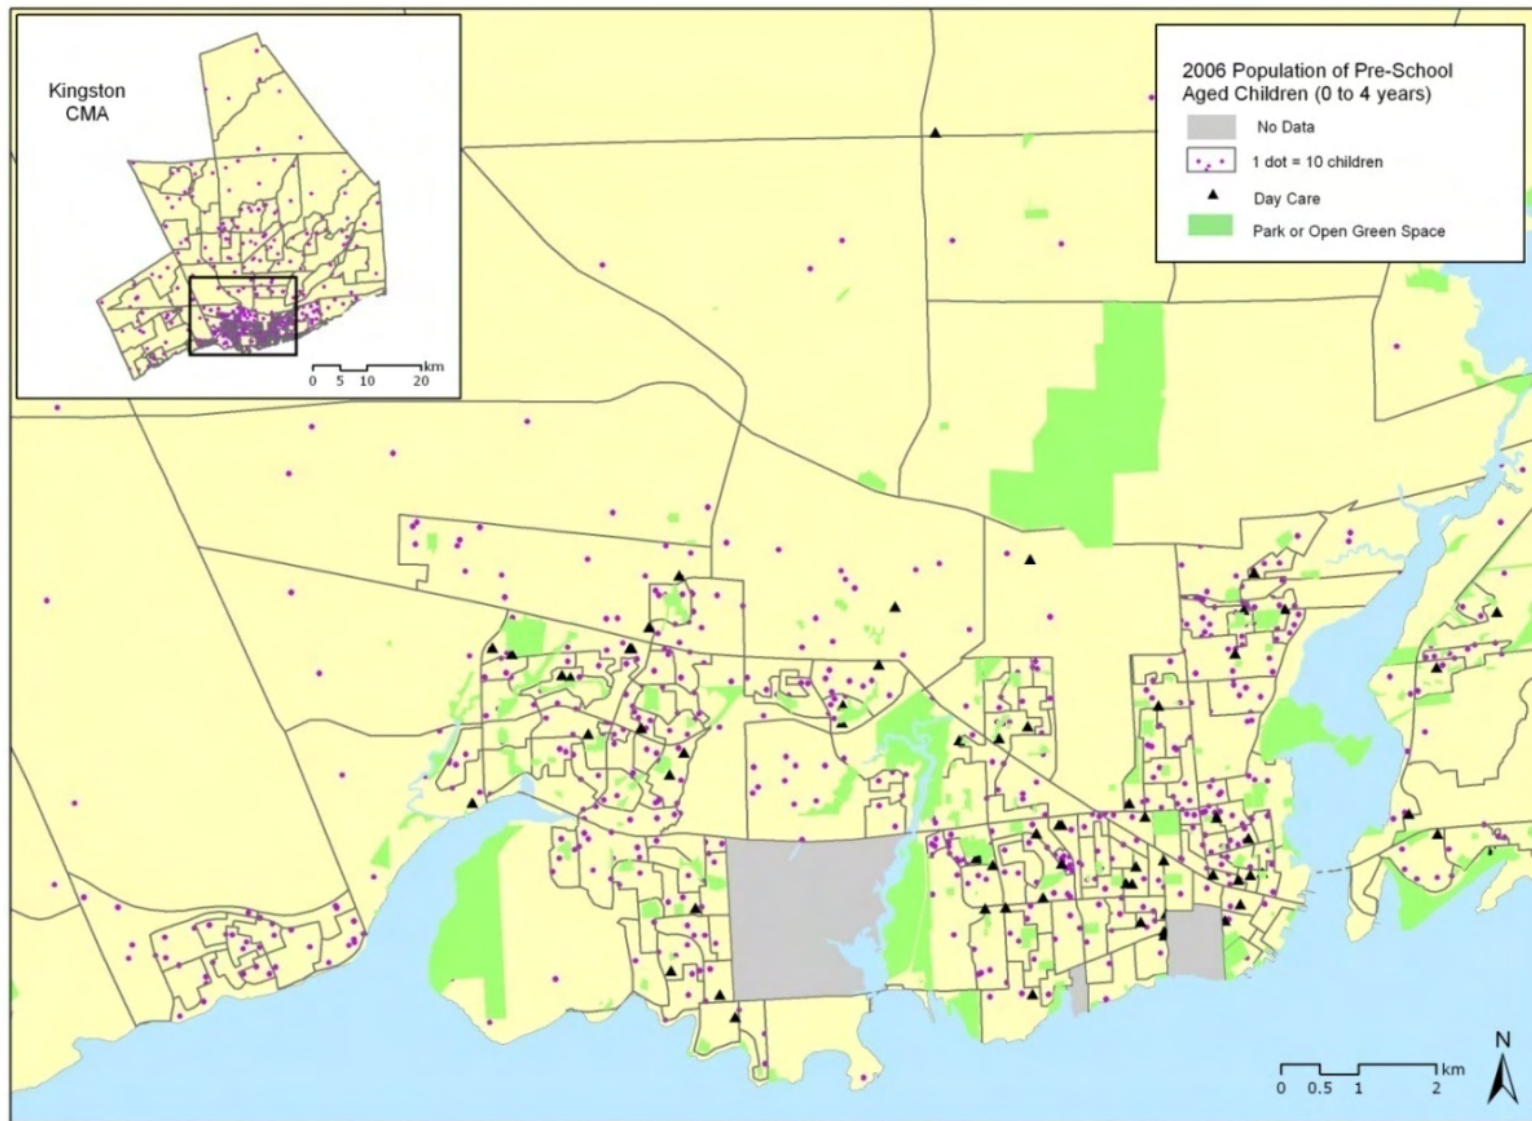 Kingston
CMA
km
0 5 10 20
2006 Population of Pre-School
Aged Children (0 to 4 years)
No Data
1 dot = 10 children
Day Care
Park or Open Green Space
N
km
0 0.5 1 2